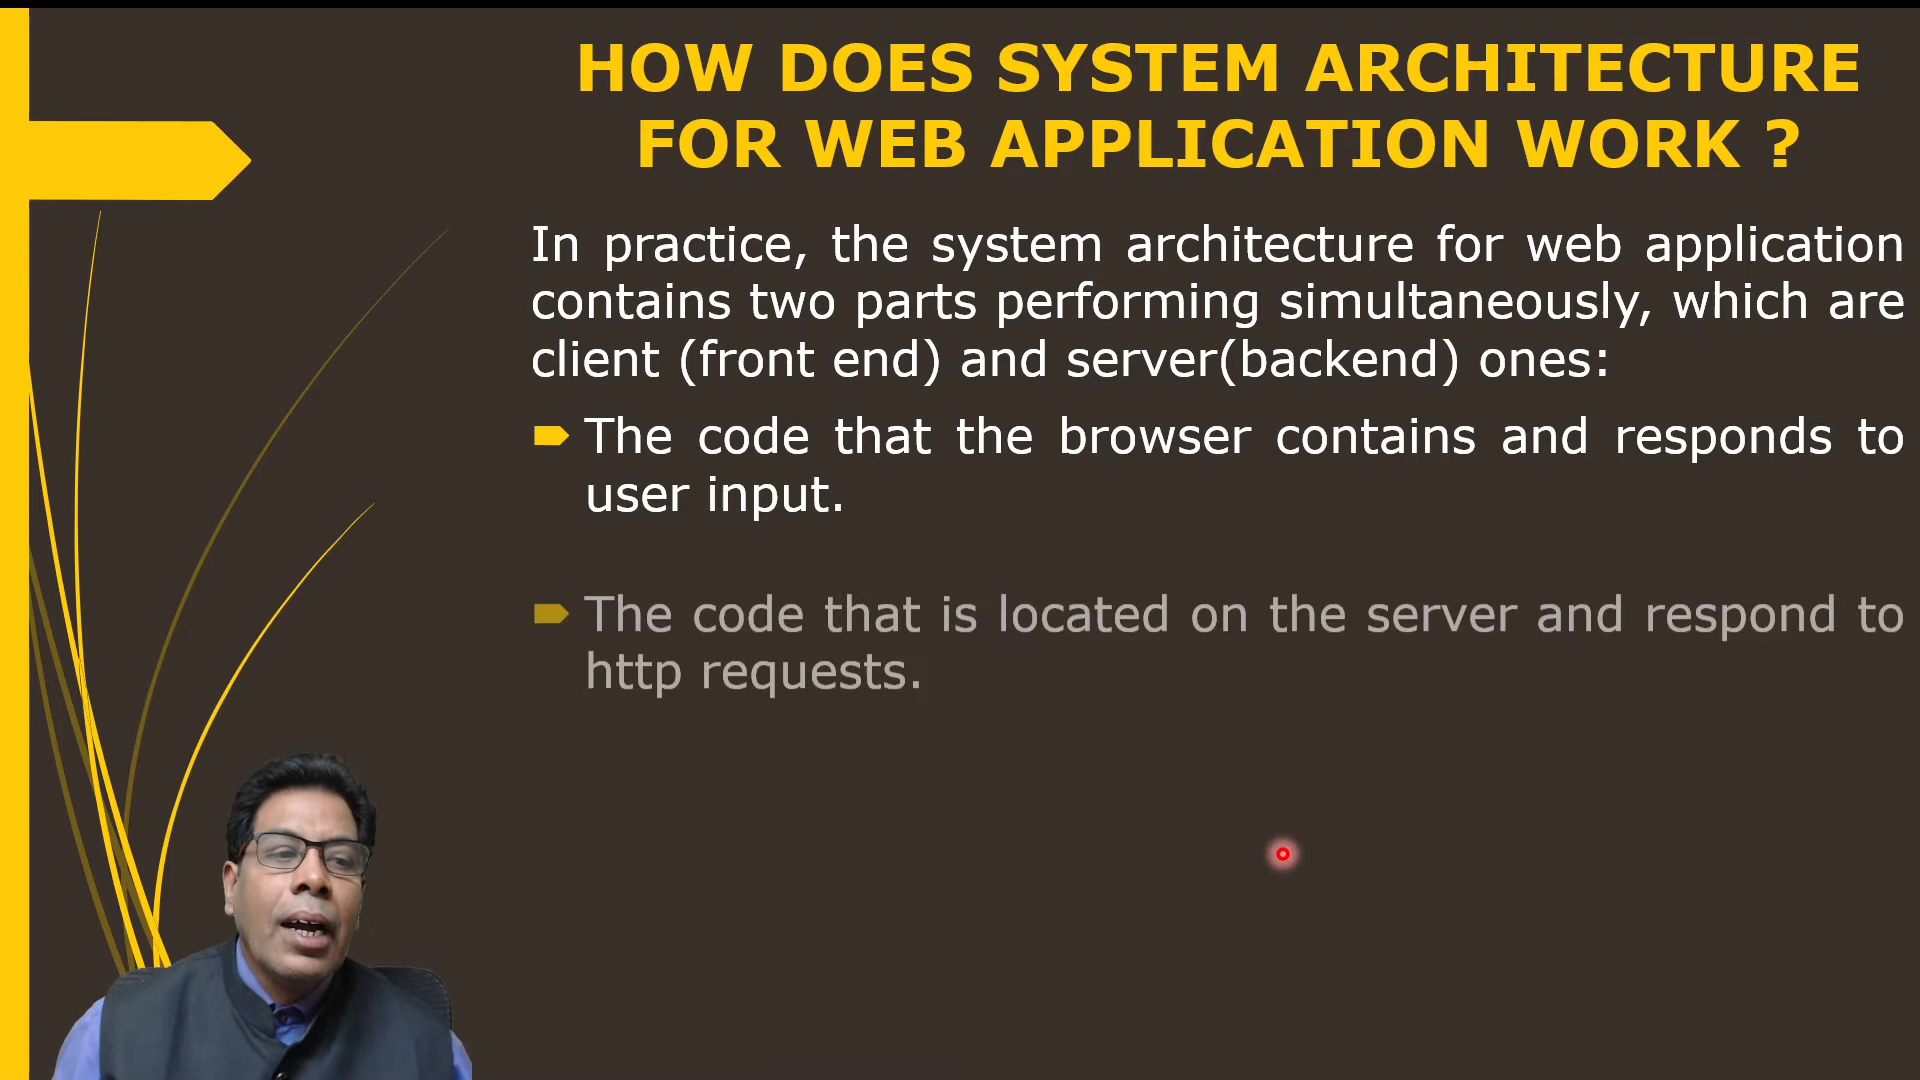 HOW DOES SYSTEM ARCHITECTURE
FOR WEB APPLICATION WORK ?
In practice, the system architecture for web application
contains two parts performing simultaneously, which are
client (front end) and server(backend) ones:
The code that the browser contains and responds to
user input.
The code that is located on the server and respond to
http requests.